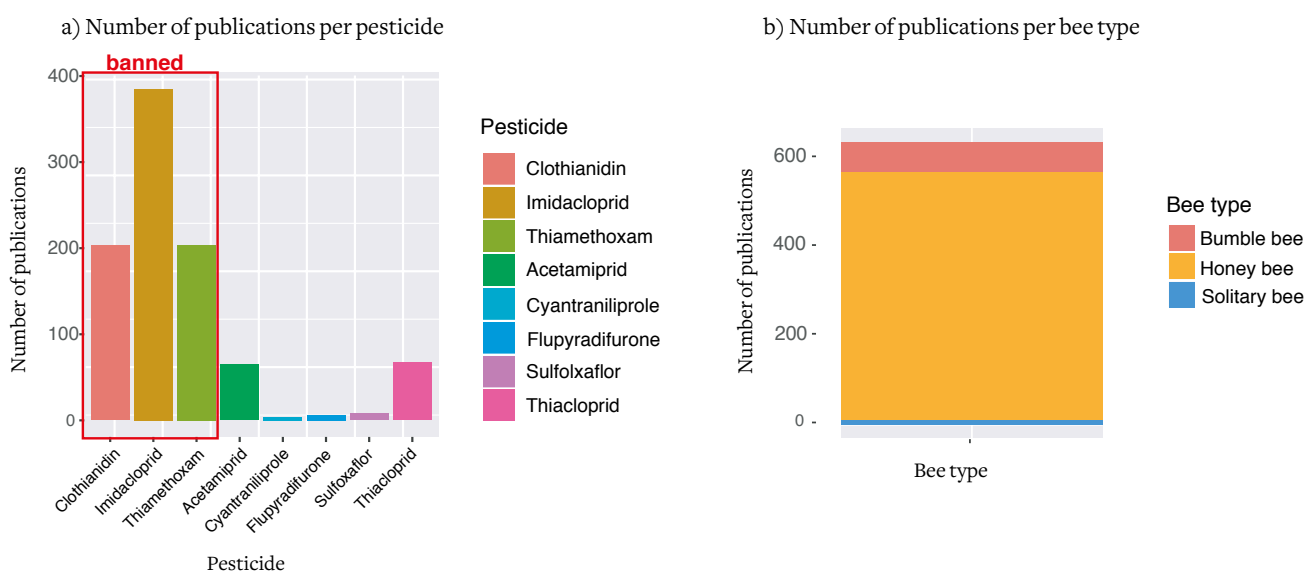 a) Number of publications per pesticide
banned
400
300
200
100
0
Number of publications
Clothianidin
Imidacloprid
Thiamethoxam
Acetamiprid
Cyantraniliprole
Flupyradifurone
Sulfoxaflor
Thiacloprid
Pesticide
Pesticide
Clothianidin
Imidacloprid
Thiamethoxam
Acetamiprid
Cyantraniliprole
Flupyradifurone
Sulfolxaflor
Thiacloprid
b) Number of publications per bee type
600
400
200
0
Number of publications
Bee type
Bee type
Bumble bee
Honey bee
Solitary bee